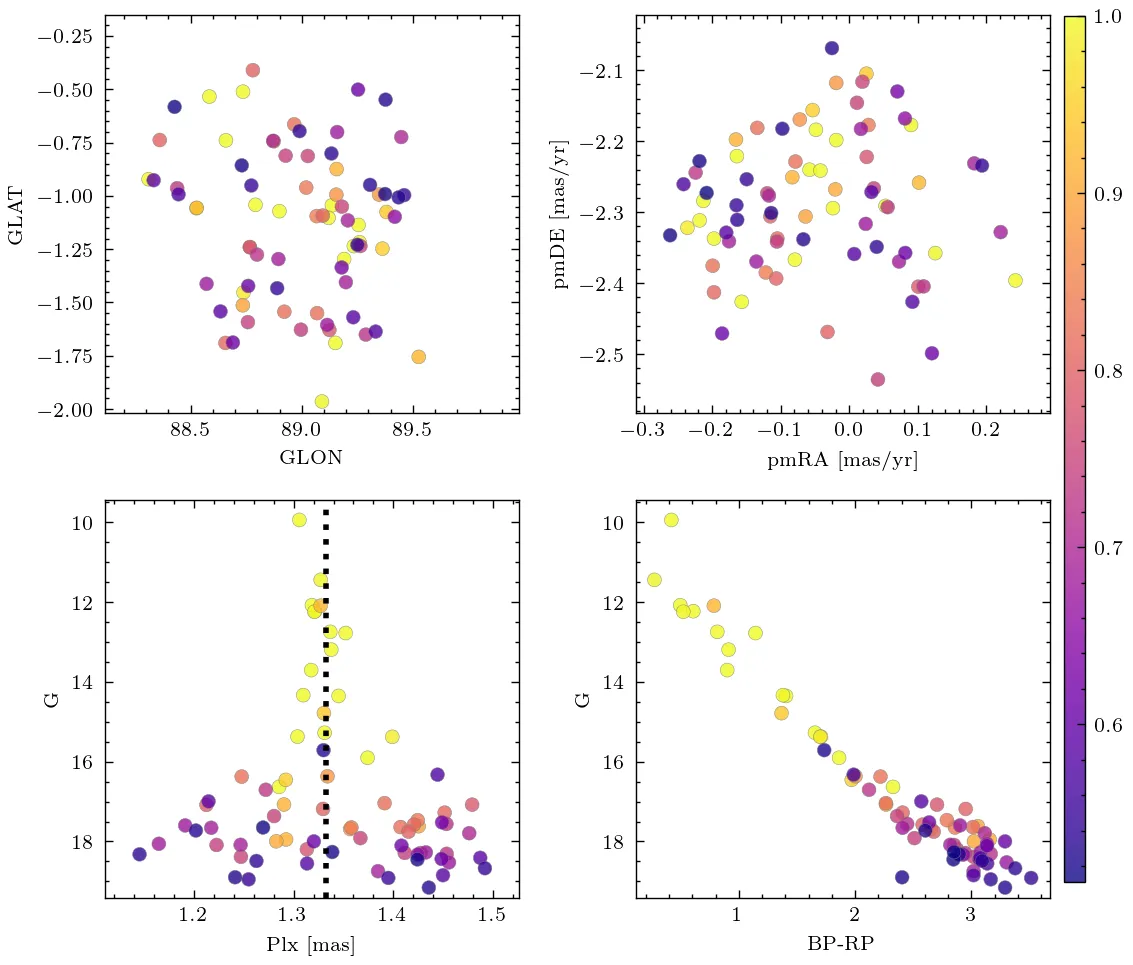 −0.25
−0.50
−0.75
−1.00
−1.25
−1.50
−1.75
−2.00
GLAT
88.5 89.0 89.5
GLON
−2.1
−2.2
−2.3
−2.4
−2.5
pmDE [mas/yr]
−0.3 −0.2 −0.1 0.0 0.1 0.2
pmRA [mas/yr]
1.0
0.9
0.8
0.7
0.6
10
12
14
16
18
G
1.2 1.3 1.4 1.5
Plx [mas]
10
12
14
16
18
G
1 2 3
BP-RP